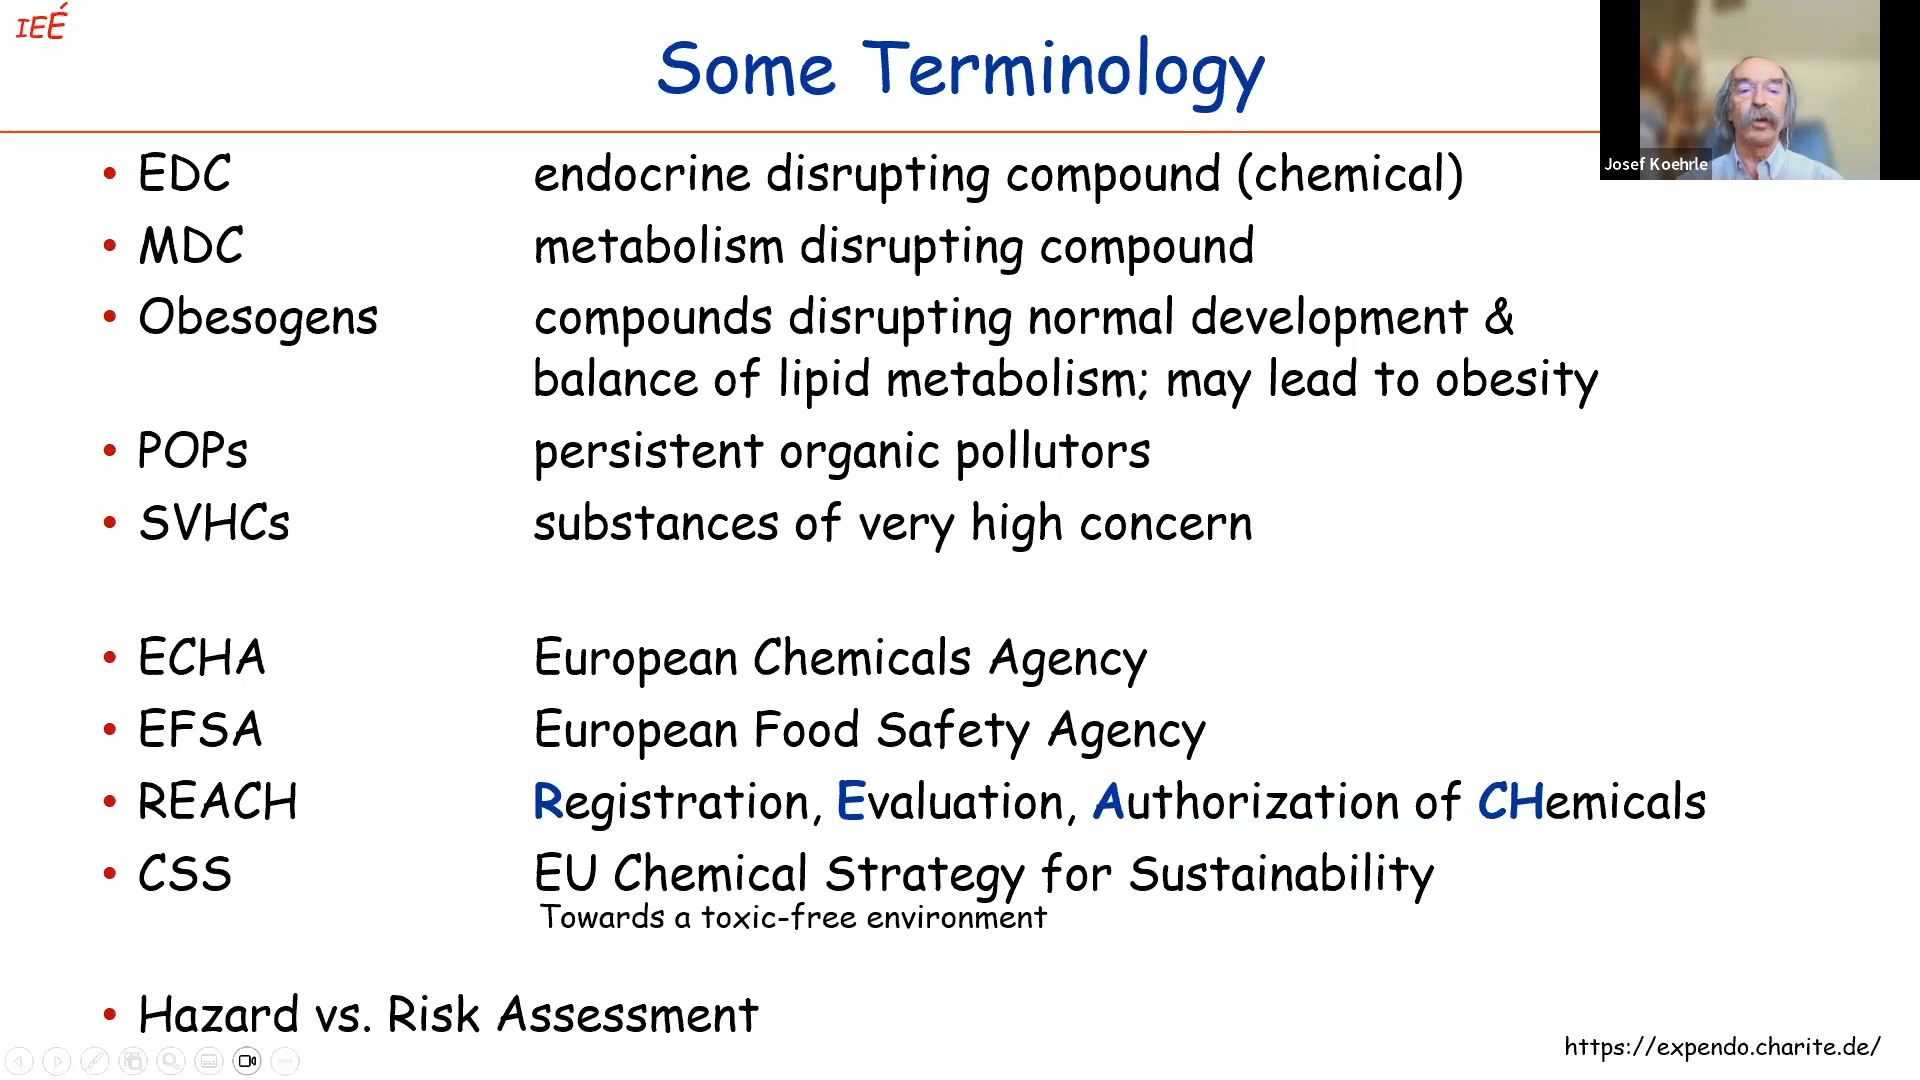 IEÉ
Some Terminology
Josef Koehrle
• EDC endocrine disrupting compound (chemical)
• MDC metabolism disrupting compound
• Obesogens compounds disrupting normal development &
balance of lipid metabolism; may lead to obesity
• POPs persistent organic pollutors
• SVHCs substances of very high concern
• ECHA European Chemicals Agency
• EFSA European Food Safety Agency
• REACH Registration, Evaluation, Authorization of CHemicals
• CSS EU Chemical Strategy for Sustainability
Towards a toxic-free environment
• Hazard vs. Risk Assessment
https://expendo.charite.de/